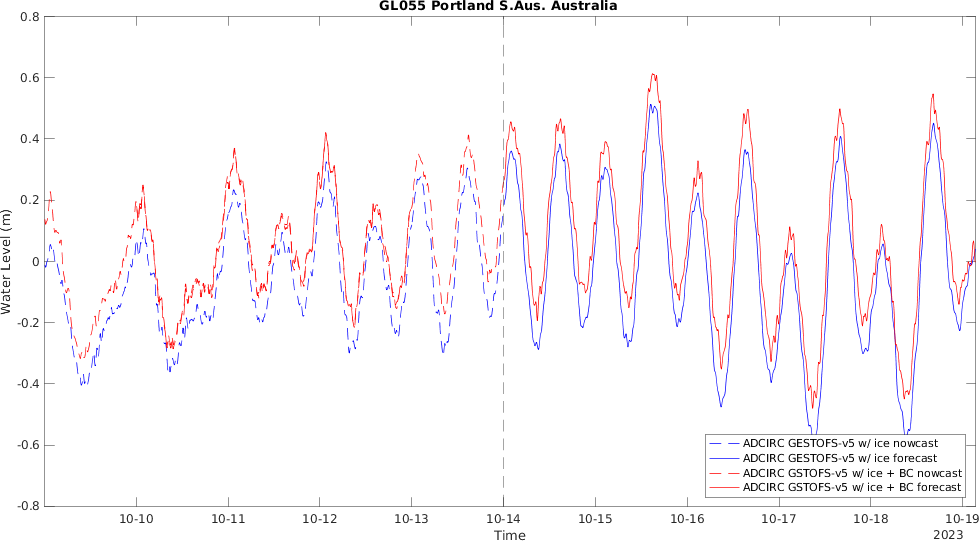 GL055 Portland S.Aus. Australia
0.8
0.6
0.4
0.2
0
-0.2
-0.4
-0.6
-0.8
Water Level (m)
ADCIRC GESTOFS-v5 w/ ice nowcast
ADCIRC GESTOFS-v5 w/ ice forecast
ADCIRC GSTOFS-v5 w/ ice + BC nowcast
ADCIRC GSTOFS-v5 w/ ice + BC forecast
10-10 10-11 10-12 10-13 10-14 10-15 10-16 10-17 10-18 10-19
Time
2023